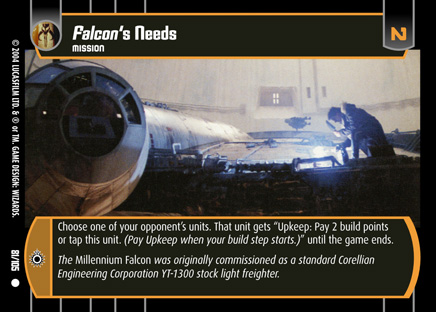 Falcon's Needs
MISSION
N
© 2004 LUCASFILM LTD. & ® or TM. GAME DESIGN: WIZARDS.
81/105
Choose one of your opponent's units. That unit gets "Upkeep: Pay 2 build points
or tap this unit. (Pay Upkeep when your build step starts.)" until the game ends.
The Millennium Falcon was originally commissioned as a standard Corellian
Engineering Corporation YT-1300 stock light freighter.